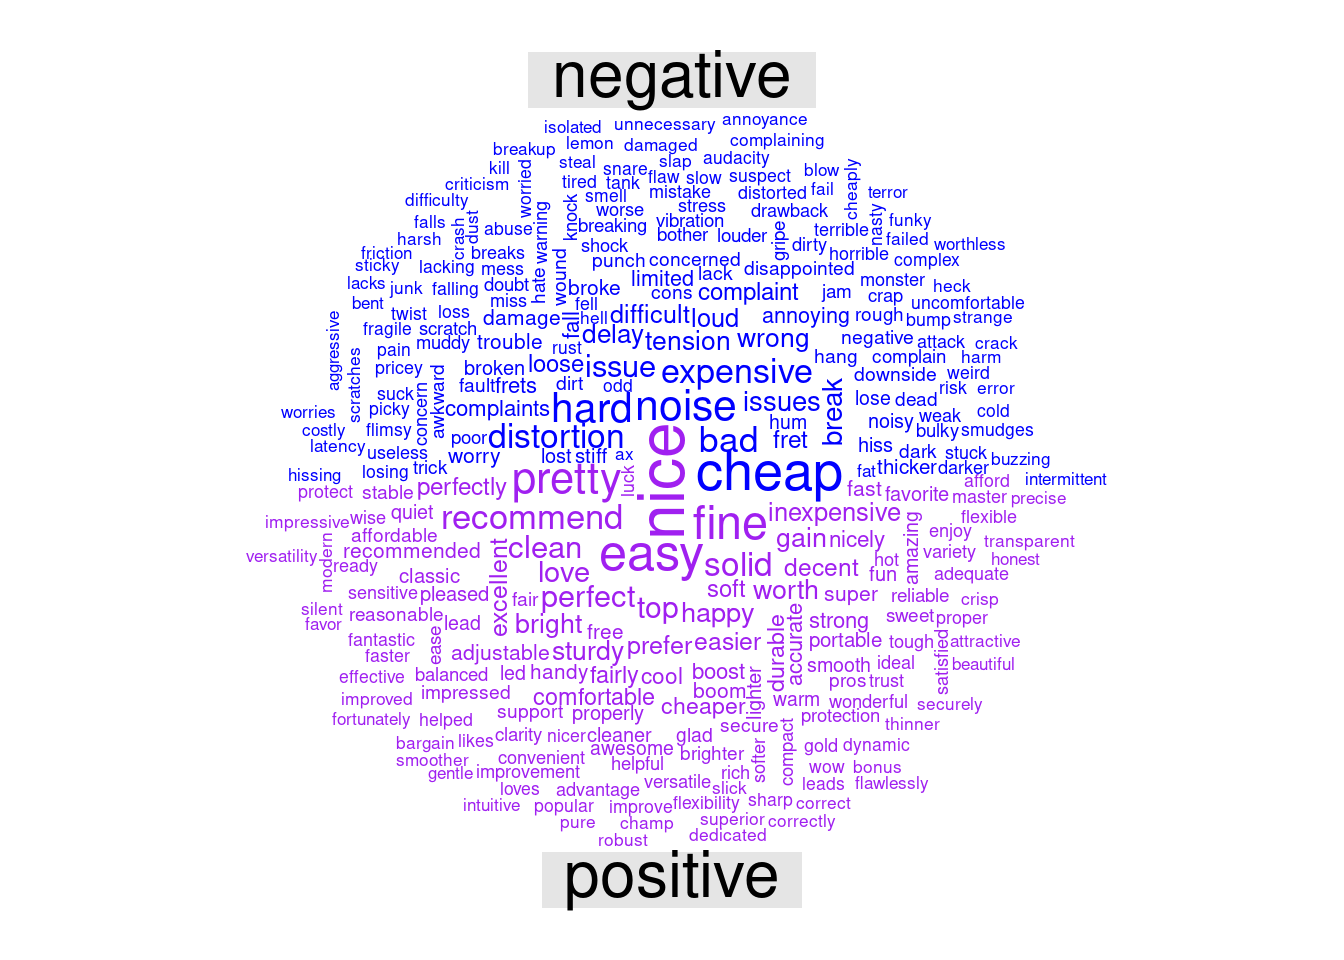 negative
isolated unnecessary annoyance
breakup lemon damaged complaining
kill steal snare slap audacity blow cheaply
criticism worried tired tank flaw slow suspect
difficulty smell mistake distorted fail terror
falls crash dust abuse warning knock worse stress drawback nasty funky
harsh breaking vibration gripe terrible
friction breaks shock bother louder dirty horrible failed worthless
sticky lacking mess hate wound punch concerned disappointed complex
lacks junk falling doubt broke limited lack monster heck
bent miss fell cons complaint jam crap uncomfortable
twist loss damage fall hell difficult loud annoying rough bump strange
aggressive fragile scratch delay tension wrong negative attack crack
pain muddy trouble rust loose issue hang complain harm
pricey broken expensive downside weird
scratches suck awkward fault frets dirt odd break risk error
worries picky concern complaints hard noise issues lose dead cold
costly flimsy hum noisy weak
latency useless poor distortion bad fret hiss bulky smudges
worry lost stiff ax dark stuck buzzing
hissing losing trick cheap fat thicker darker intermittent
protect stable perfectly pretty luck nice fast favorite afford
impressive wise quiet recommend fine inexpensive master precise
affordable flexible
versatility modern recommended clean easy gain nicely amazing enjoy transparent
ready classic love solid decent hot variety honest
sensitive pleased excellent soft worth super fun adequate
silent fair perfect reliable crisp
favor reasonable lead top happy strong sweet proper
fantastic ease bright free durable accurate portable tough attractive
faster adjustable sturdy prefer easier satisfied
effective balanced led handy fairly cool boost smooth ideal beautiful
improved impressed comfortable boom lighter pros trust
fortunately helped support properly cheaper warm wonderful securely
bargain likes clarity nicer cleaner glad secure protection thinner
smoother convenient awesome brighter softer compact gold dynamic
gentle improvement helpful rich wow bonus
loves advantage versatile slick leads flawlessly
intuitive popular improve flexibility sharp correct
pure champ superior correctly
robust dedicated
positive